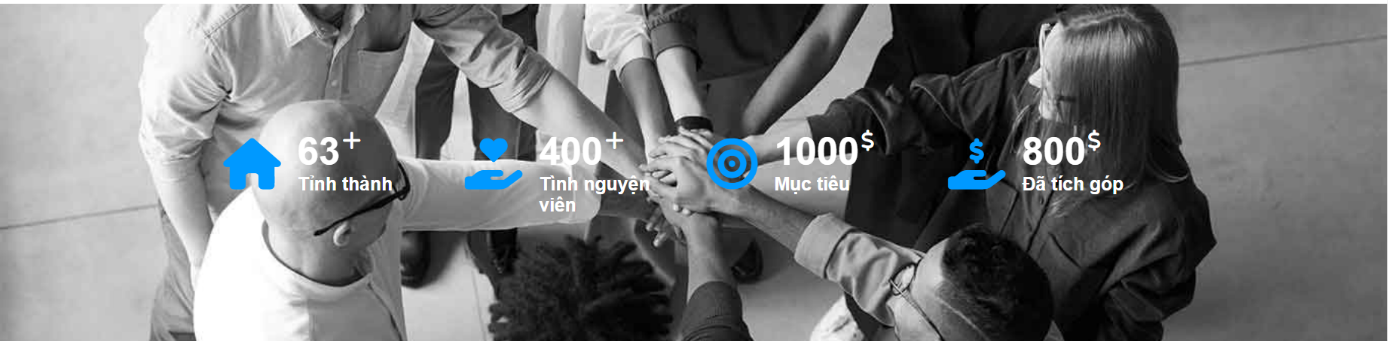 63+
Tỉnh thành
400+
Tình nguyện
viên
1000$
Mục tiêu
800$
Đã tích góp